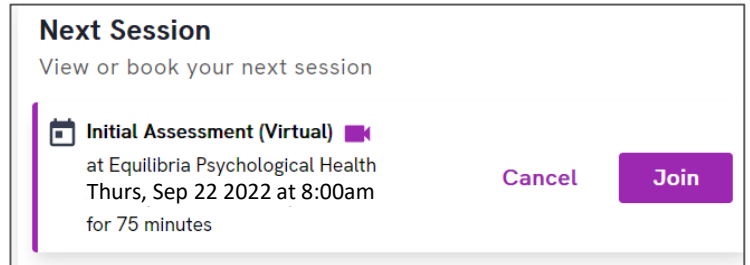 Next Session
View or book your next session
Initial Assessment (Virtual)
at Equilibria Psychological Health
Thurs, Sep 22 2022 at 8:00am
for 75 minutes
Cancel
Join